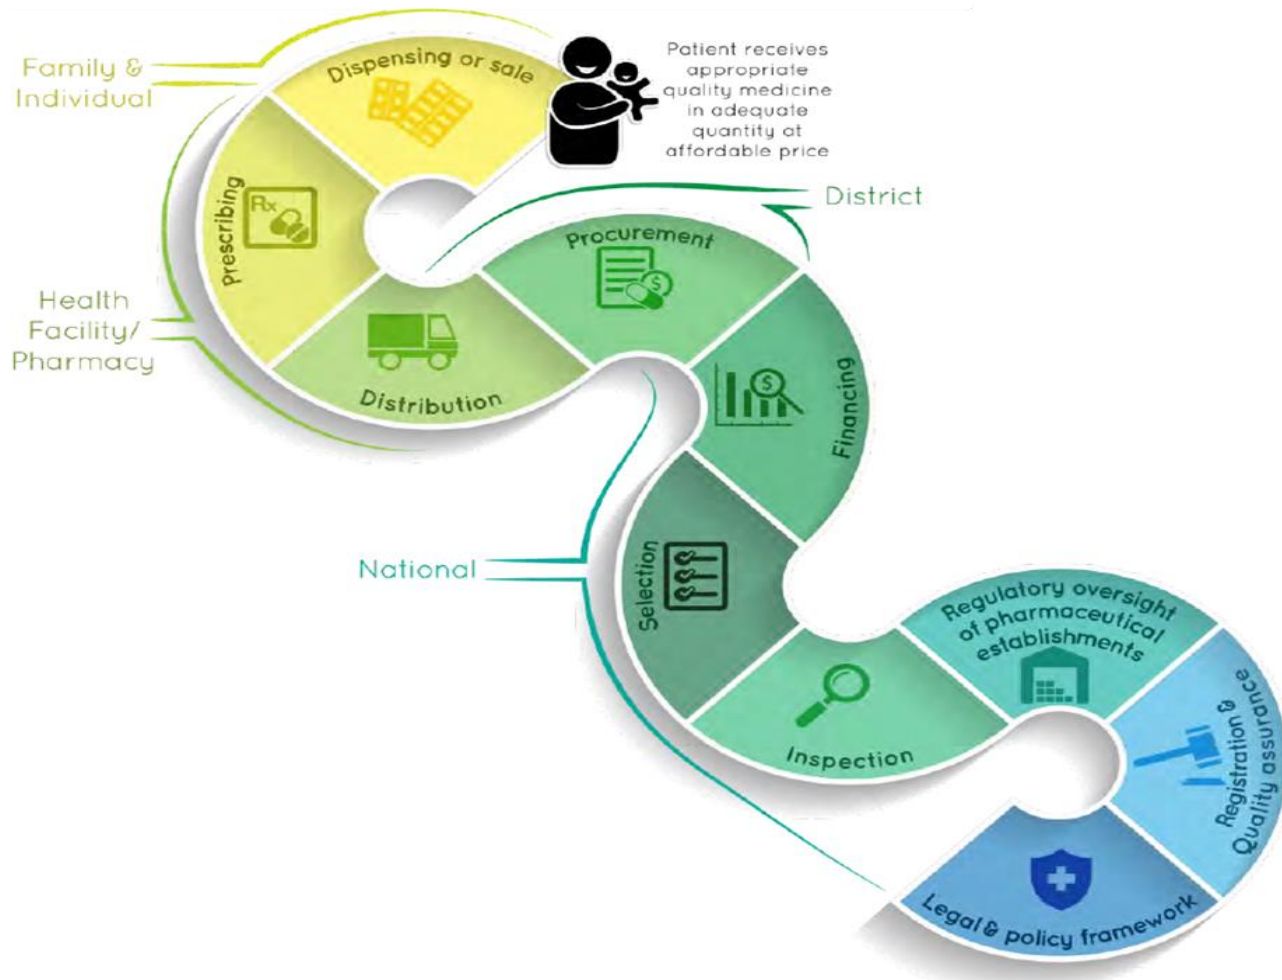 Family &
Individual
Dispensing or sale
Patient receives
appropriate
quality medicine
in adequate
quantity at
affordable price
Prescribing
Rx
District
Procurement
$
Health
Facility/
Pharmacy
Distribution
$
Financing
National
Selection
Regulatory oversight
of pharmaceutical
establishments
Inspection
Registration &
Quality assurance
Legal & policy framework